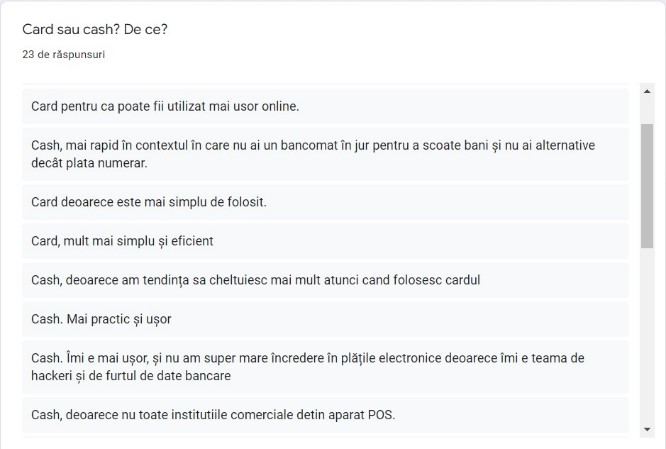 Card sau cash? De ce?
23 de răspunsuri
Card pentru ca poate fii utilizat mai usor online.
Cash, mai rapid în contextul în care nu ai un bancomat în jur pentru a scoate bani și nu ai alternative
decât plata numerar.
Card deoarece este mai simplu de folosit.
Card, mult mai simplu și eficient
Cash, deoarece am tendința sa cheltuiesc mai mult atunci cand folosesc cardul
Cash. Mai practic și ușor
Cash. Îmi e mai ușor, și nu am super mare încredere în plățile electronice deoarece îmi e teama de
hackeri și de furtul de date bancare
Cash, deoarece nu toate institutiile comerciale detin aparat POS.